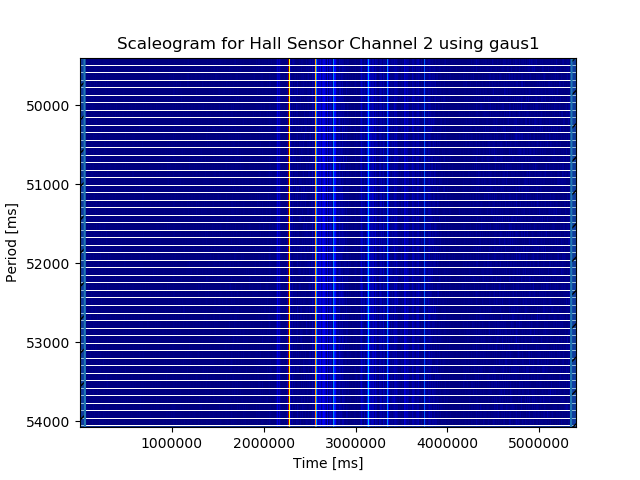 Scaleogram for Hall Sensor Channel 2 using gaus1
50000
51000
52000
53000
54000
Period [ms]
1000000 2000000 3000000 4000000 5000000
Time [ms]